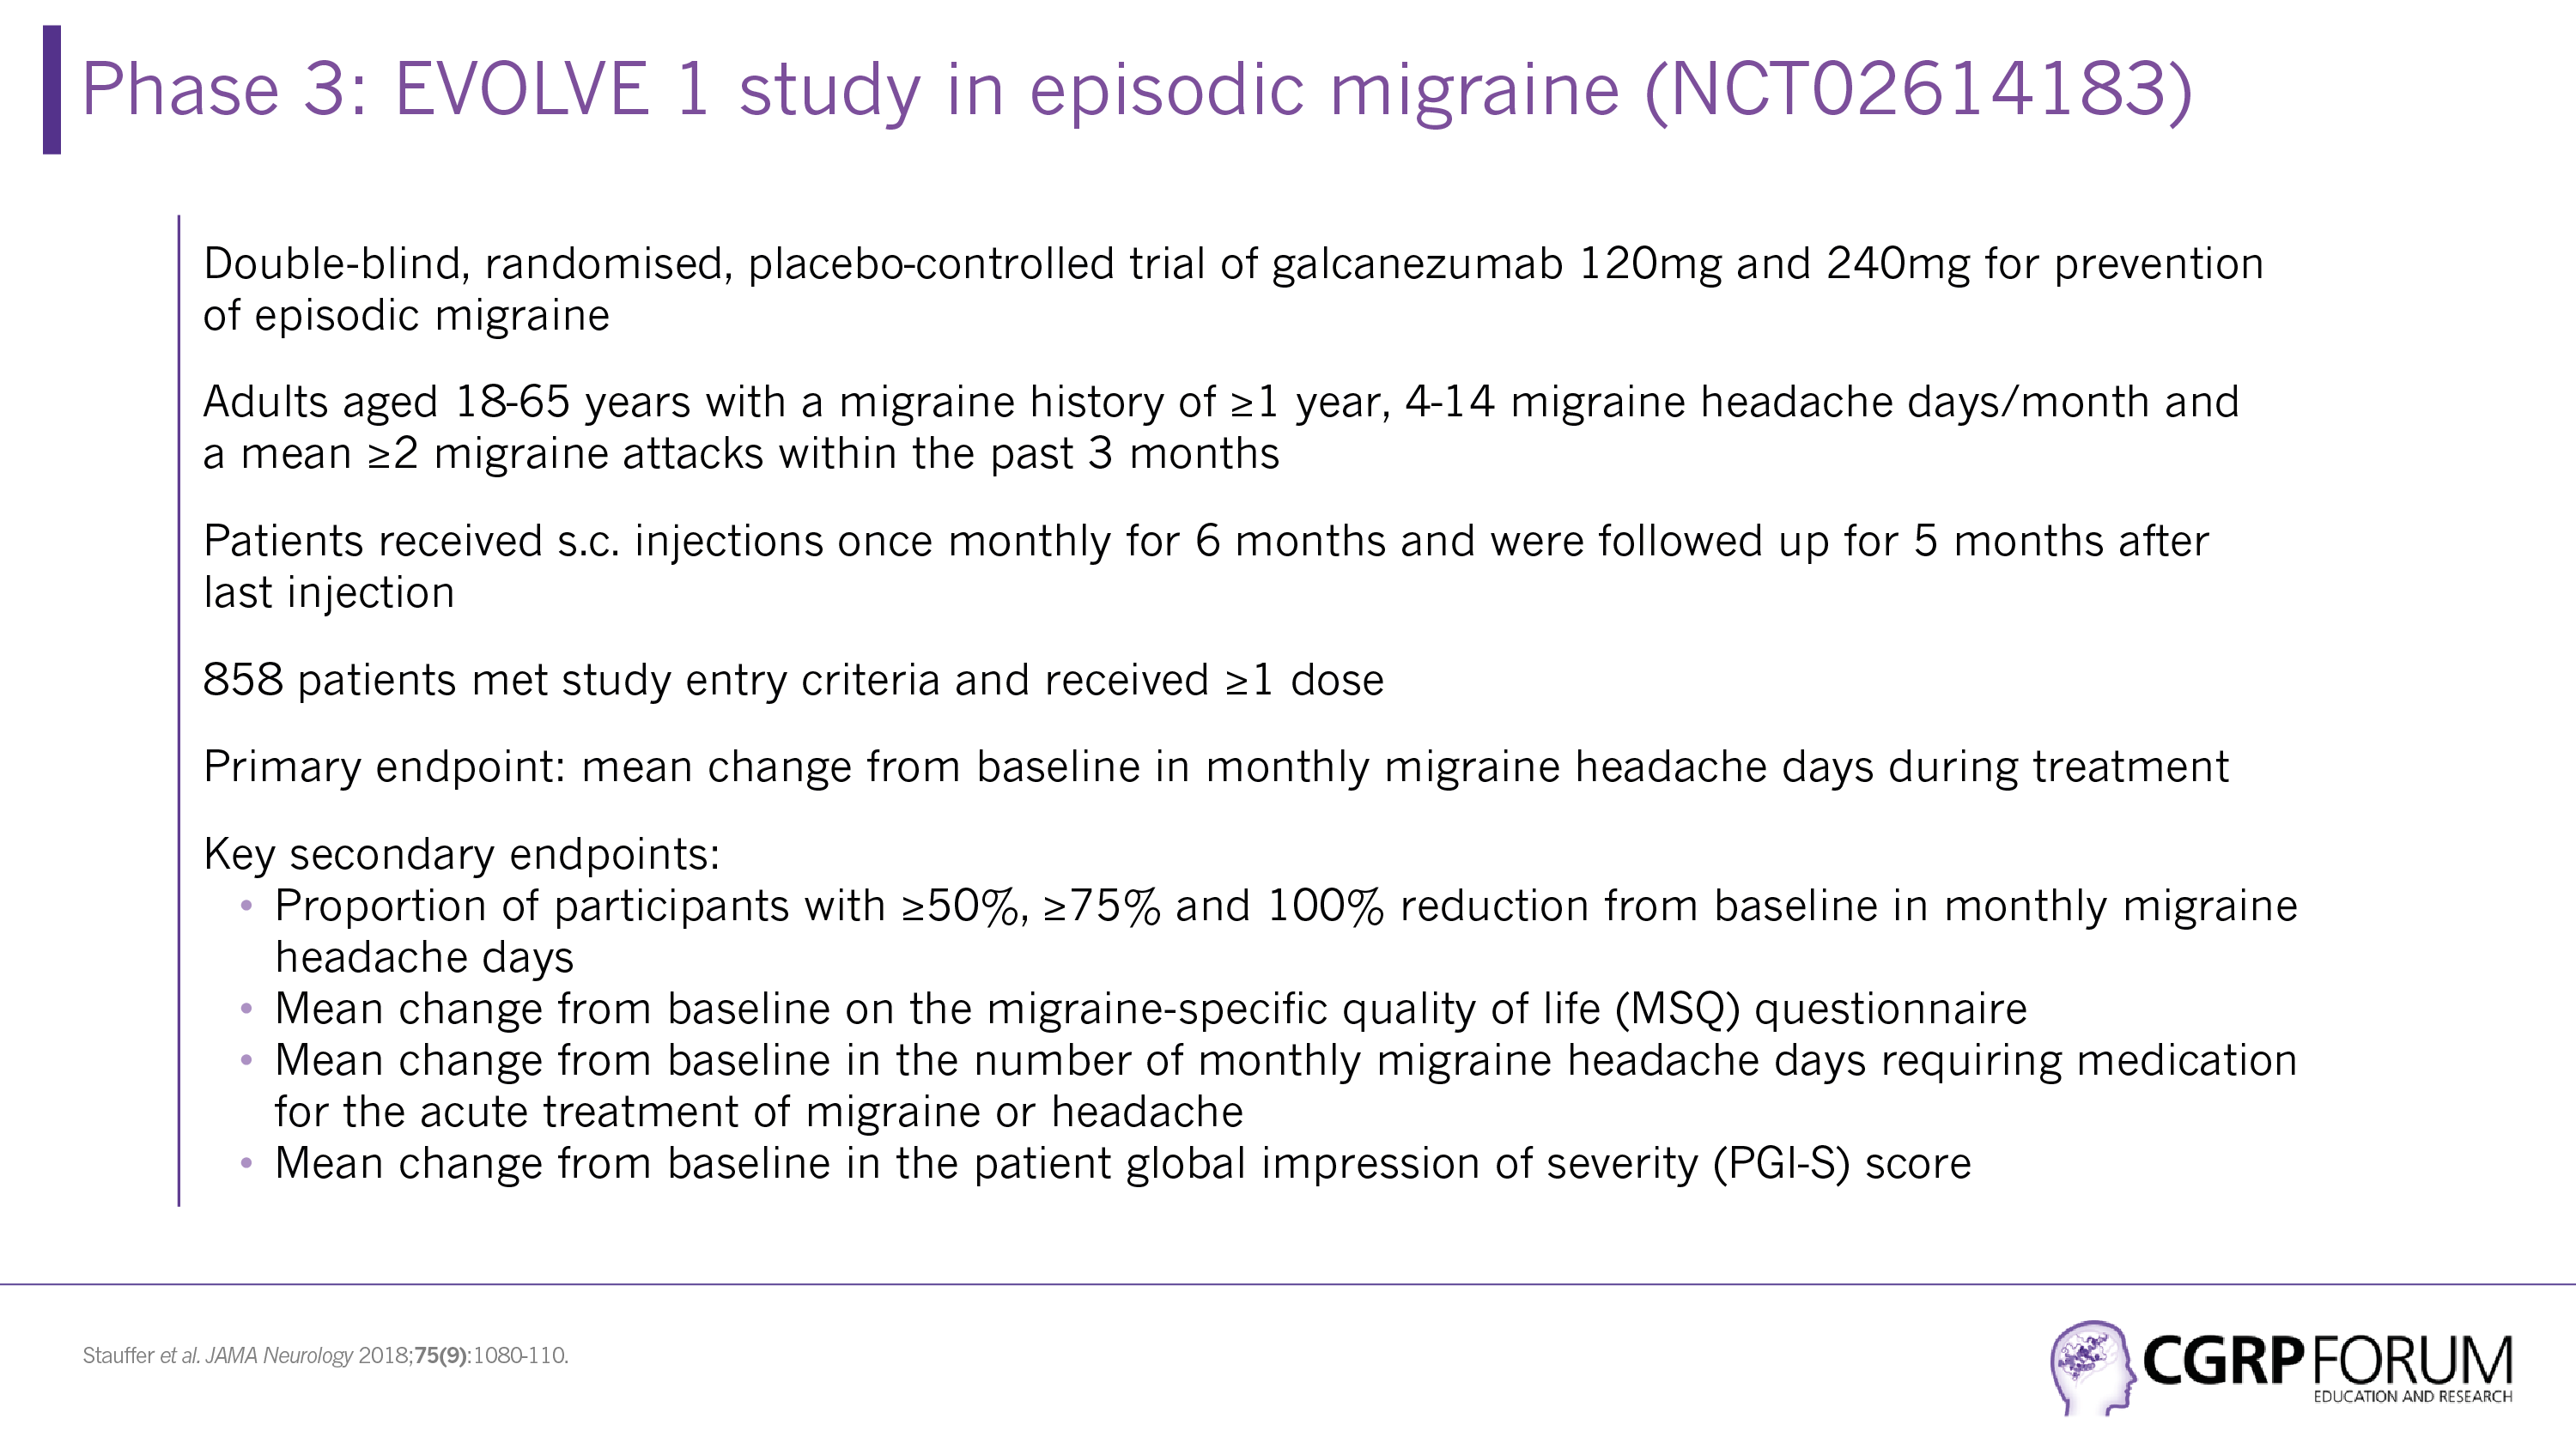 Phase 3: EVOLVE 1 study in episodic migraine (NCT02614183)
Double-blind, randomised, placebo-controlled trial of galcanezumab 120mg and 240mg for prevention
of episodic migraine
Adults aged 18-65 years with a migraine history of ≥1 year, 4-14 migraine headache days/month and
a mean ≥2 migraine attacks within the past 3 months
Patients received s.c. injections once monthly for 6 months and were followed up for 5 months after
last injection
858 patients met study entry criteria and received ≥1 dose
Primary endpoint: mean change from baseline in monthly migraine headache days during treatment
Key secondary endpoints:
• Proportion of participants with ≥50%, ≥75% and 100% reduction from baseline in monthly migraine
headache days
• Mean change from baseline on the migraine-specific quality of life (MSQ) questionnaire
• Mean change from baseline in the number of monthly migraine headache days requiring medication
for the acute treatment of migraine or headache
• Mean change from baseline in the patient global impression of severity (PGI-S) score
Stauffer et al. JAMA Neurology 2018;75(9):1080-110.
CGRP FORUM
EDUCATION AND RESEARCH